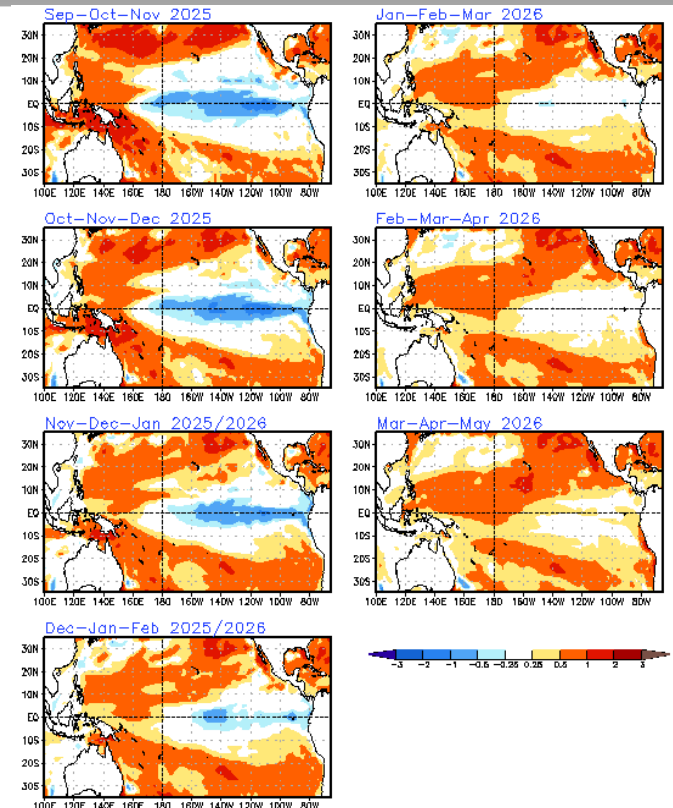 Sep-Oct-Nov 2025
30N
20N
10N
EQ
10S
20S
30S
100E 120E 140E 160E 180 160W 140W 120W 100W 80W
Oct-Nov-Dec 2025
30N
20N
10N
EQ
10S
20S
30S
100E 120E 140E 160E 180 160W 140W 120W 100W 80W
Nov-Dec-Jan 2025/2026
30N
20N
10N
EQ
10S
20S
30S
100E 120E 140E 160E 180 160W 140W 120W 100W 80W
Dec-Jan-Feb 2025/2026
30N
20N
10N
EQ
10S
20S
30S
100E 120E 140E 160E 180 160W 140W 120W 100W 80W
Jan-Feb-Mar 2026
30N
20N
10N
EQ
10S
20S
30S
100E 120E 140E 160E 180 160W 140W 120W 100W 80W
Feb-Mar-Apr 2026
30N
20N
10N
EQ
10S
20S
30S
100E 120E 140E 160E 180 160W 140W 120W 100W 80W
Mar-Apr-May 2026
30N
20N
10N
EQ
10S
20S
30S
100E 120E 140E 160E 180 160W 140W 120W 100W 80W
-3 -2 -1 -0.5 -0.25 0.25 0.5 1 2 3